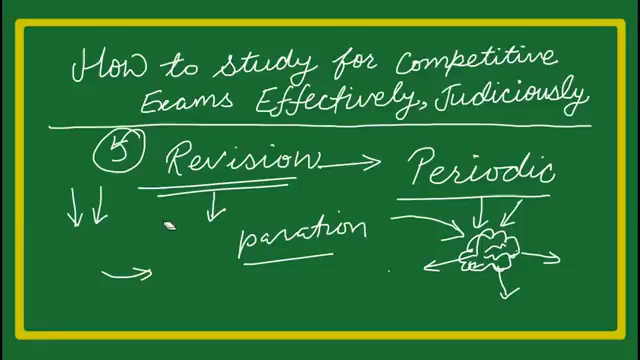 How to study for competitive
Exams Effectively, Judiciously
5 Revision → Periodic
paration